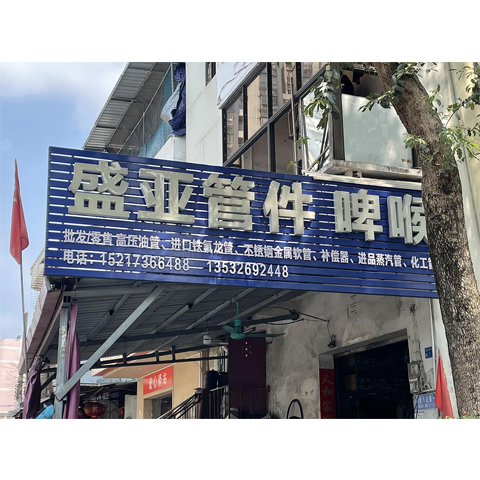 盛亚管件 啤喉
批发/零售 高压油管、进口铁氟龙管、不锈钢金属软管、补偿器、进品蒸汽管、化工管
电话：15217366488 13532692448